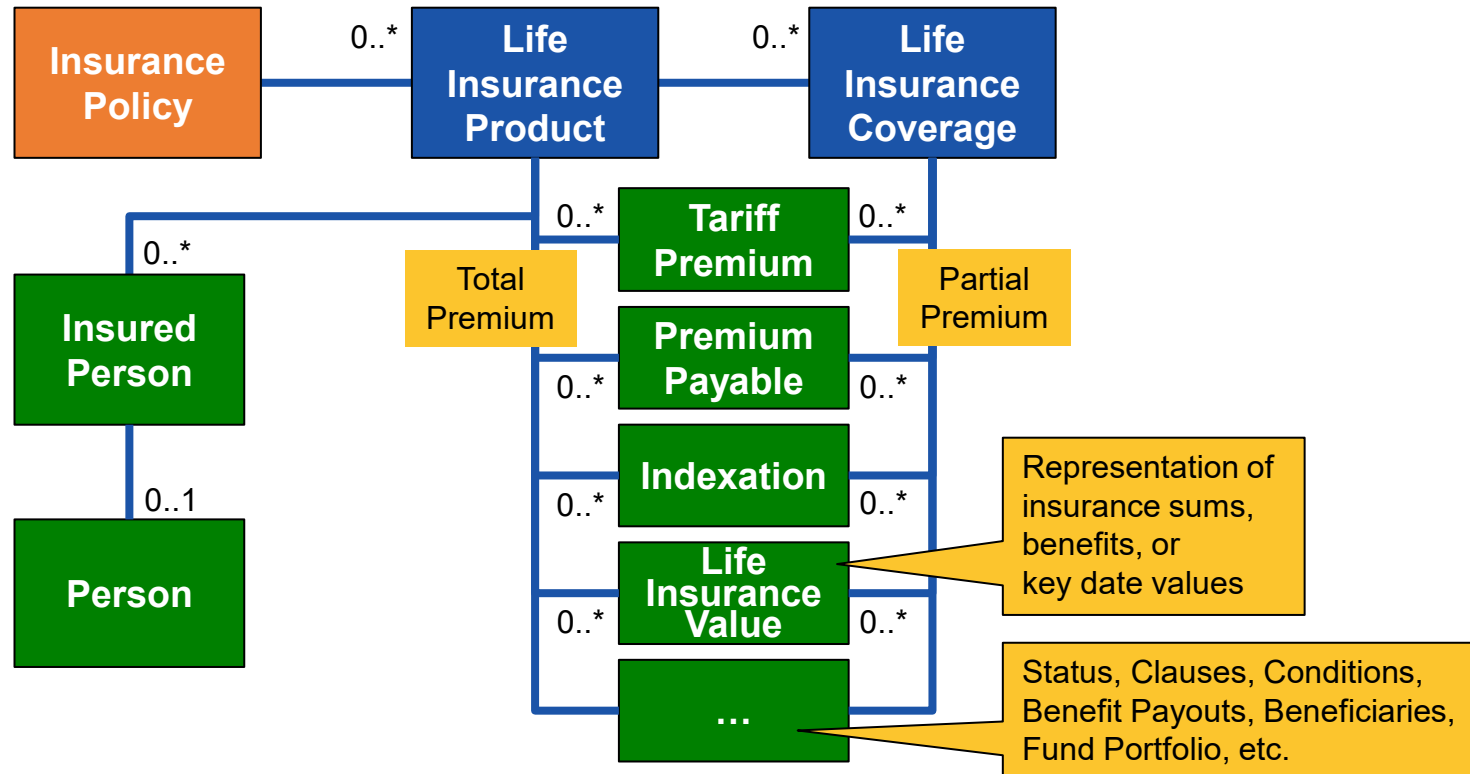 Insurance
Policy
0..*
Life
Insurance
Product
0..*
Life
Insurance
Coverage
0..*
Insured
Person
0..1
Person
Total
Premium
Partial
Premium
0..*
Tariff
Premium
0..*
Premium
Payable
0..*
0..*
Indexation
0..*
0..*
Life
Insurance
Value
0..*
0..*
...
Representation of
insurance sums,
benefits, or
key date values
Status, Clauses, Conditions,
Benefit Payouts, Beneficiaries,
Fund Portfolio, etc.